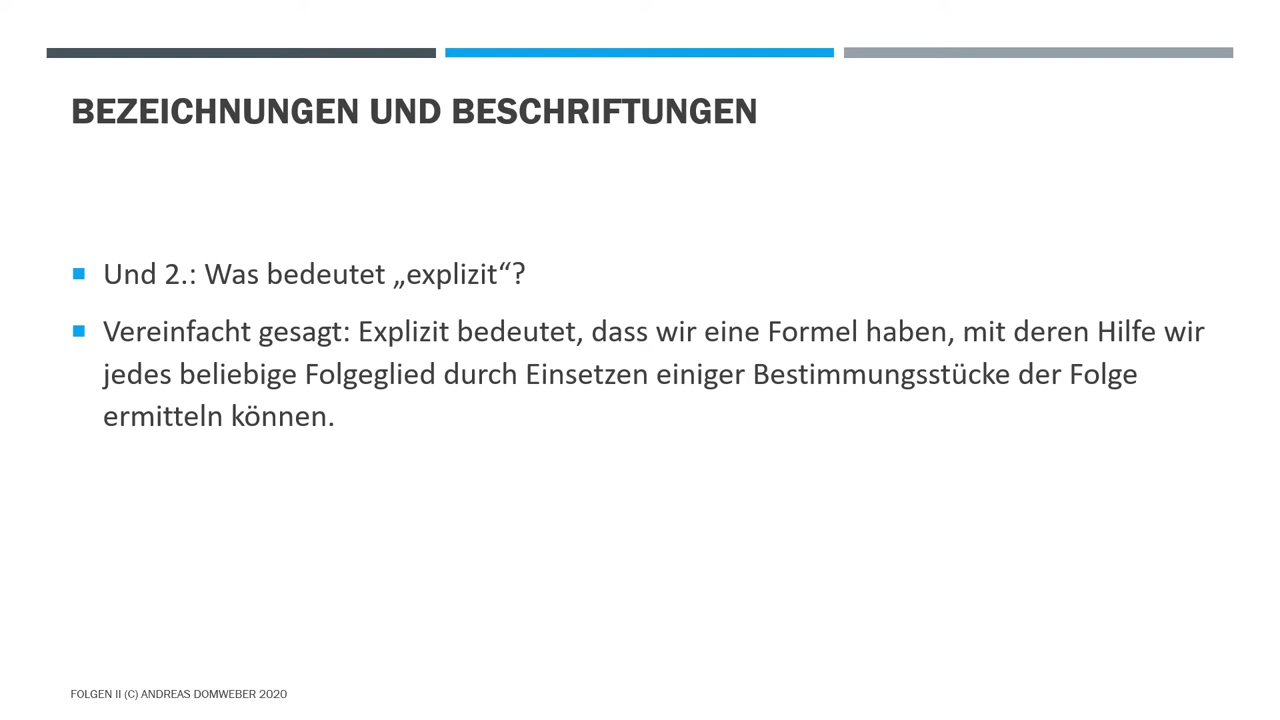 BEZEICHNUNGEN UND BESCHRIFTUNGEN
Und 2.: Was bedeutet „explizit“?
Vereinfacht gesagt: Explizit bedeutet, dass wir eine Formel haben, mit deren Hilfe wir
jedes beliebige Folgeglied durch Einsetzen einiger Bestimmungsstücke der Folge
ermitteln können.
FOLGEN II (C) ANDREAS DOMWEBER 2020